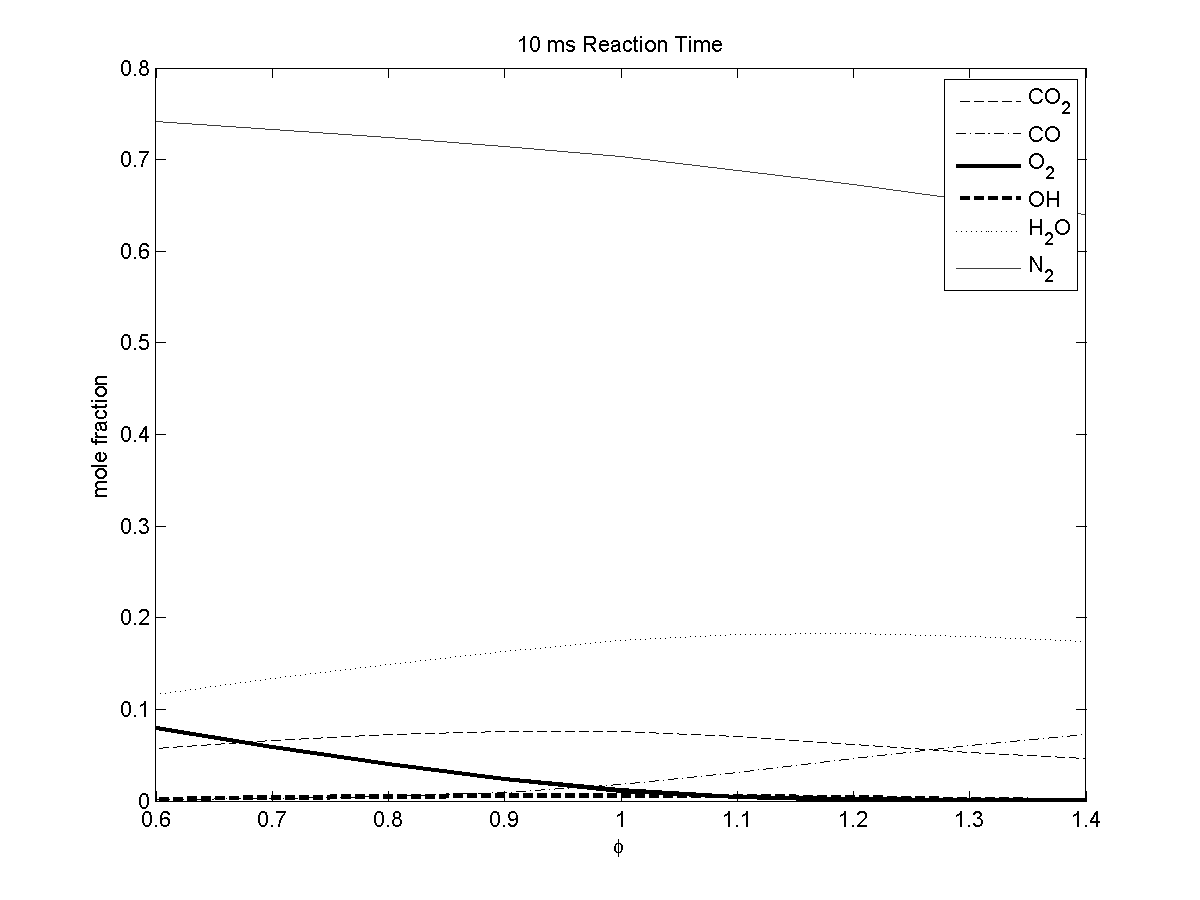 10 ms Reaction Time
0.8
0.7
0.6
0.5
0.4
0.3
0.2
0.1
0
mole fraction
CO2
CO
O2
OH
H2O
N2
0.6 0.7 0.8 0.9 1 1.1 1.2 1.3 1.4
ϕ